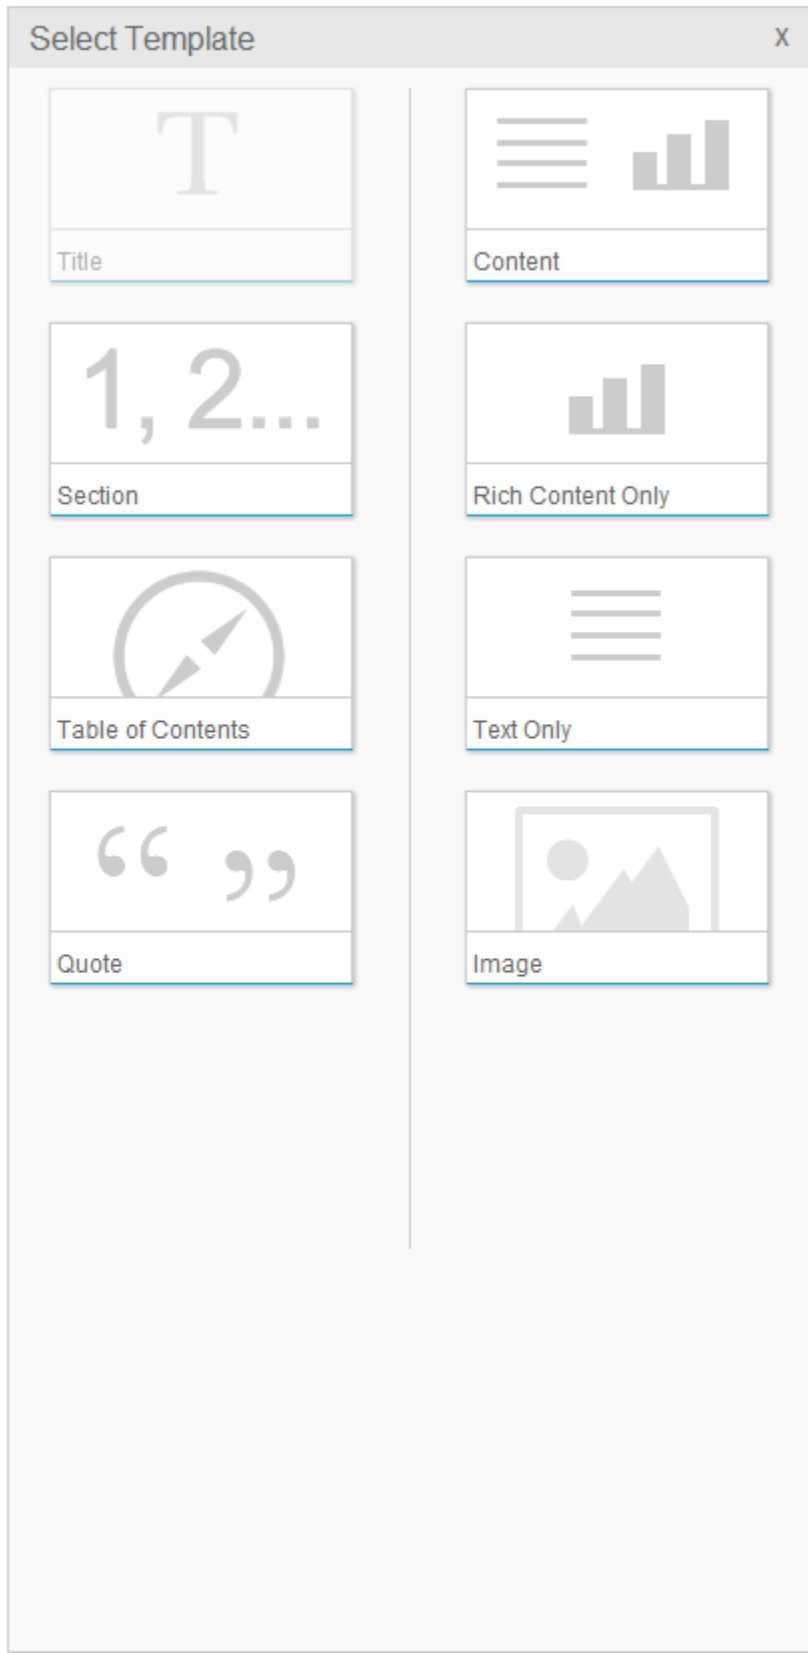 Select Template
X
T
Title
Content
1, 2...
Section
Rich Content Only
Table of Contents
Text Only
“ ”
Quote
Image